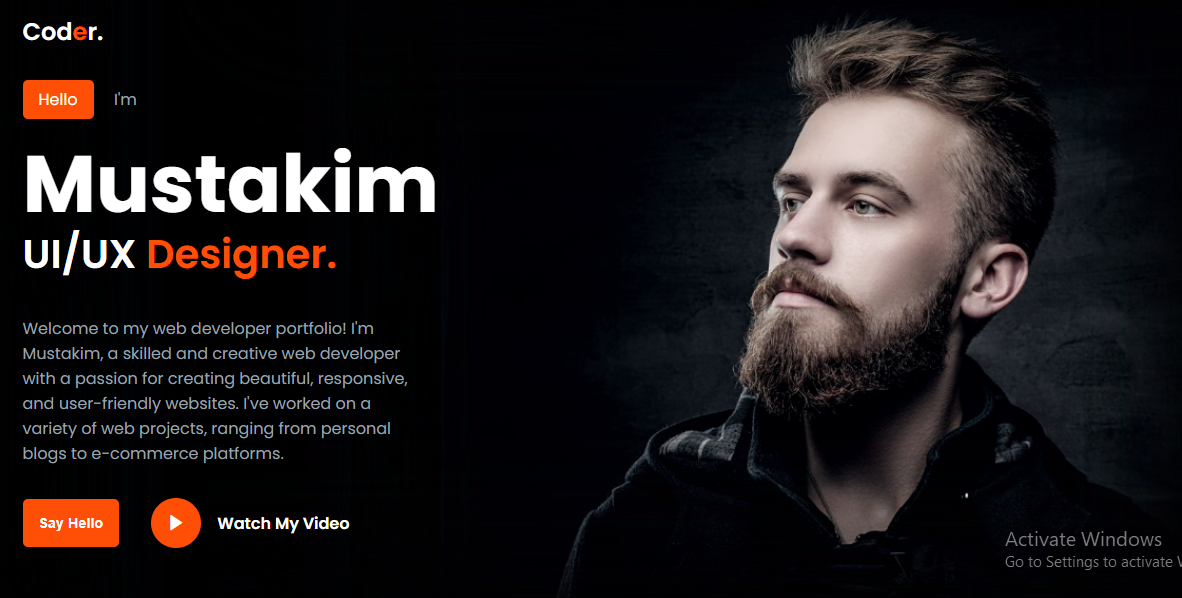 Coder.
Hello I'm
Mustakim
UI/UX Designer.
Welcome to my web developer portfolio! I'm
Mustakim, a skilled and creative web developer
with a passion for creating beautiful, responsive,
and user-friendly websites. I've worked on a
variety of web projects, ranging from personal
blogs to e-commerce platforms.
Say Hello Watch My Video
Activate Windows
Go to Settings to activate